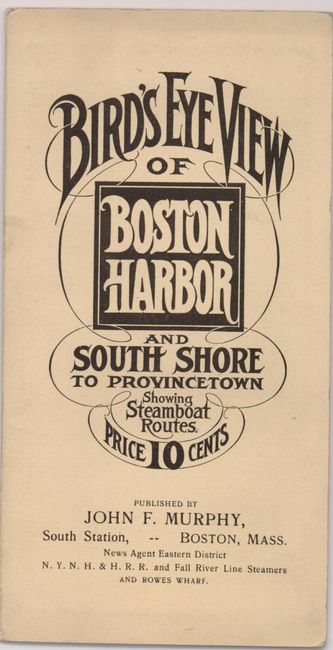 BIRD'S EYE VIEW
OF
BOSTON
HARBOR
AND
SOUTH SHORE
TO PROVINCETOWN
Showing
Steamboat
Routes.
PRICE 10 CENTS
PUBLISHED BY
JOHN F. MURPHY,
South Station, -- BOSTON, MASS.
News Agent Eastern District
N. Y. N. H. & H. R. R. and Fall River Line Steamers
AND ROWES WHARF.